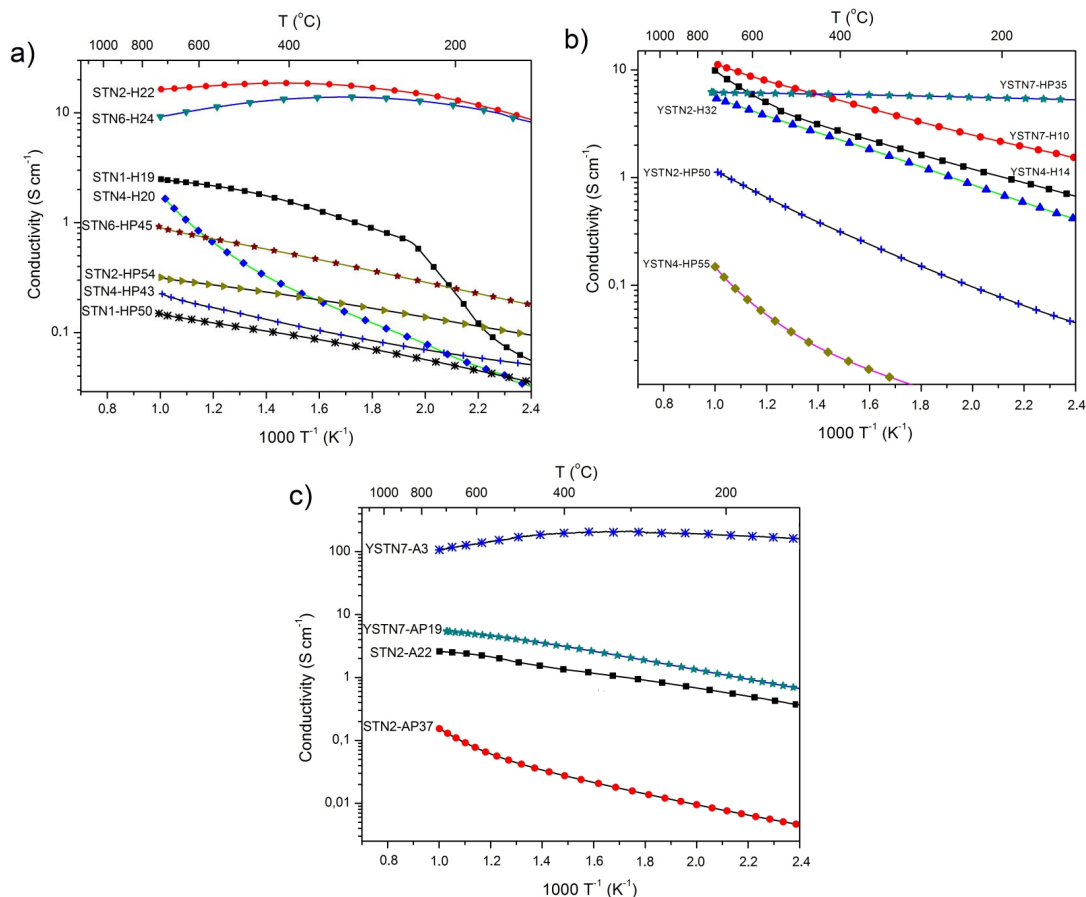 a)
T (°C)
1000 800 600 400 200
10
1
0.1
Conductivity (S cm⁻¹)
STN2-H22
STN6-H24
STN1-H19
STN4-H20
STN6-HP45
STN2-HP54
STN4-HP43
STN1-HP50
0.8 1.0 1.2 1.4 1.6 1.8 2.0 2.2 2.4
1000 T⁻¹ (K⁻¹)
b)
T (°C)
1000 800 600 400 200
10
1
0,1
Conductivity (S cm⁻¹)
YSTN7-HP35
YSTN2-H32
YSTN7-H10
YSTN4-H14
YSTN2-HP50
YSTN4-HP55
0.8 1.0 1.2 1.4 1.6 1.8 2.0 2.2 2.4
1000 T⁻¹ (K⁻¹)
c)
T (°C)
1000 800 600 400 200
100
10
1
0,1
0,01
Conductivity (S cm⁻¹)
YSTN7-A3
YSTN7-AP19
STN2-A22
STN2-AP37
0.8 1.0 1.2 1.4 1.6 1.8 2.0 2.2 2.4
1000 T⁻¹ (K⁻¹)